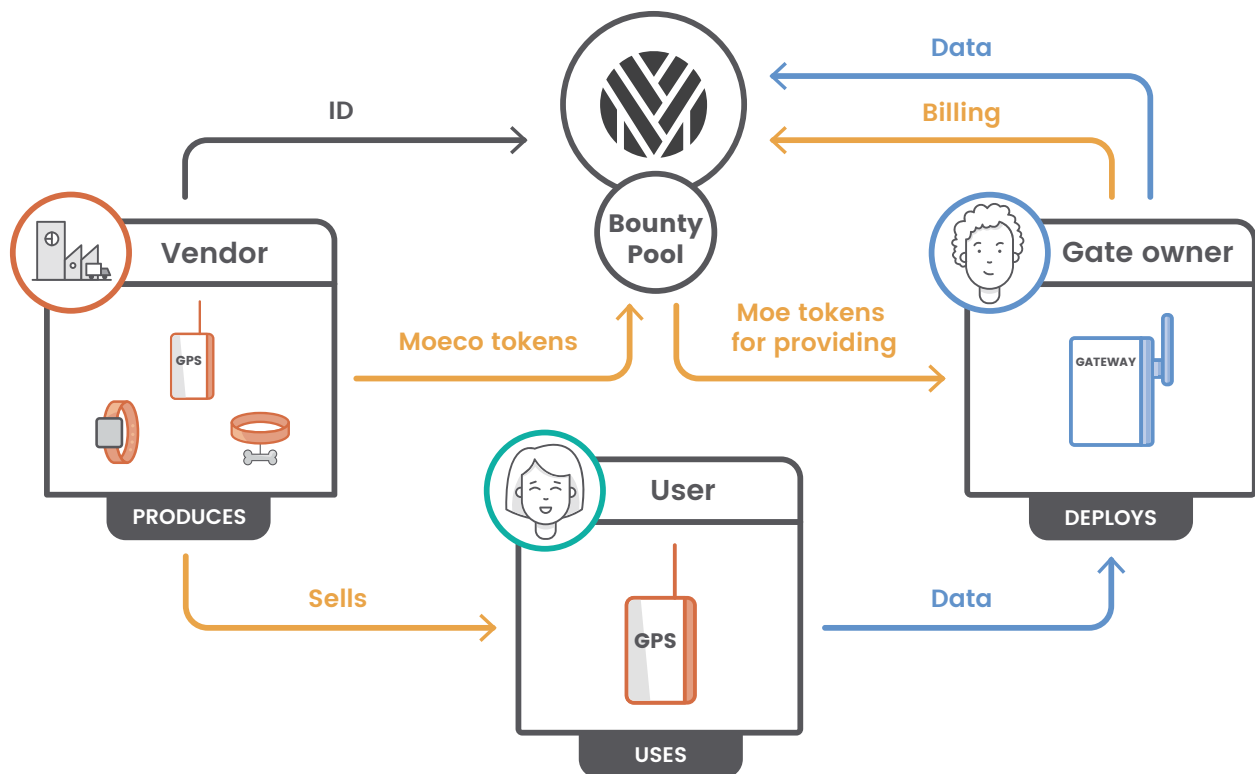 Data
ID
Billing
Bounty
Pool
Vendor
Gate owner
GPS
Moeco tokens
Moe tokens
for providing
GATEWAY
PRODUCES
User
DEPLOYS
Sells
Data
GPS
USES